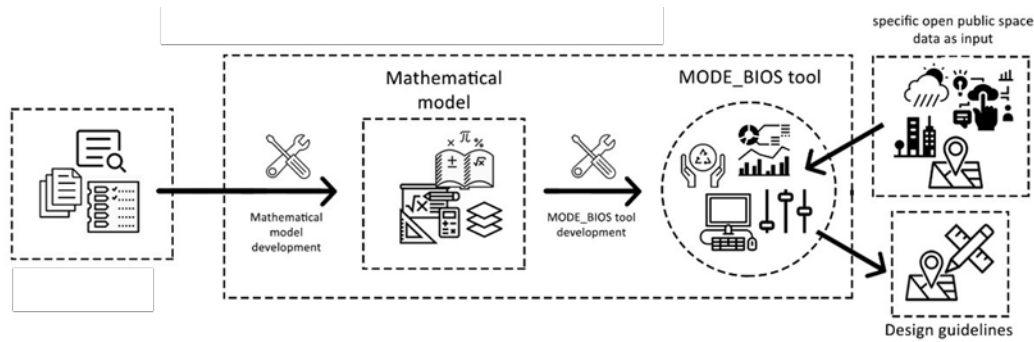 specific open public space
data as input
Mathematical
model
MODE_BIOS tool
× π %
± √x
√x
Mathematical
model
development
MODE_BIOS tool
development
Design guidelines